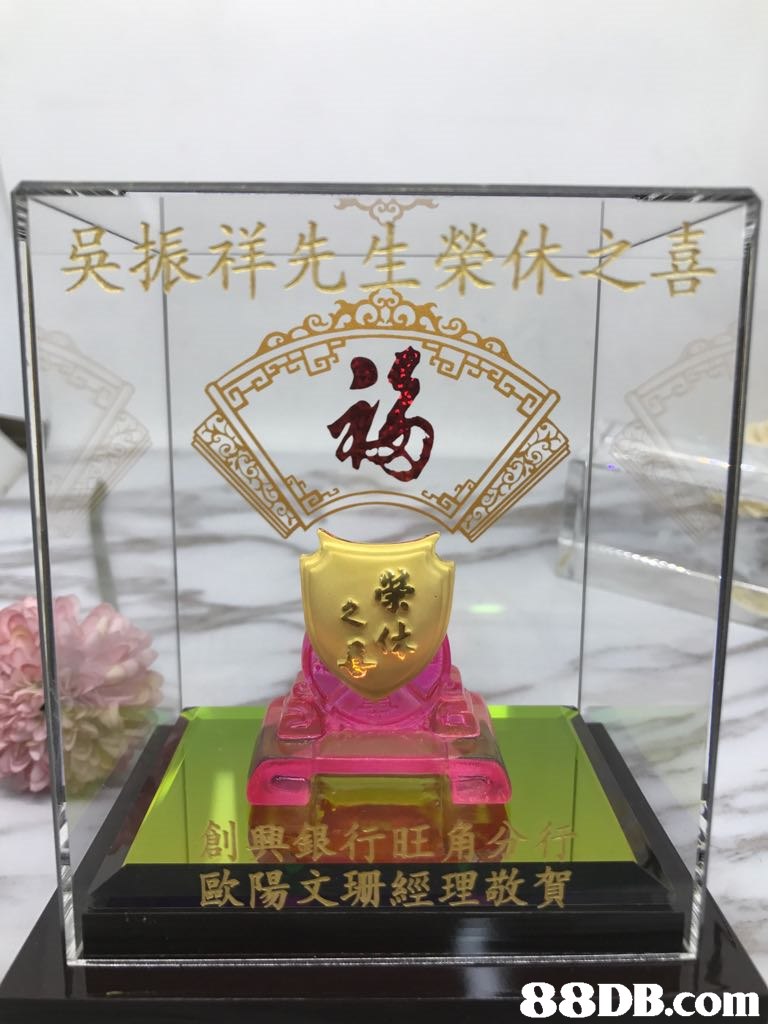 吳振祥先生榮休之喜
福
榮休
之喜
創興銀行旺角分行
歐陽文珊經理敬賀
88DB.com